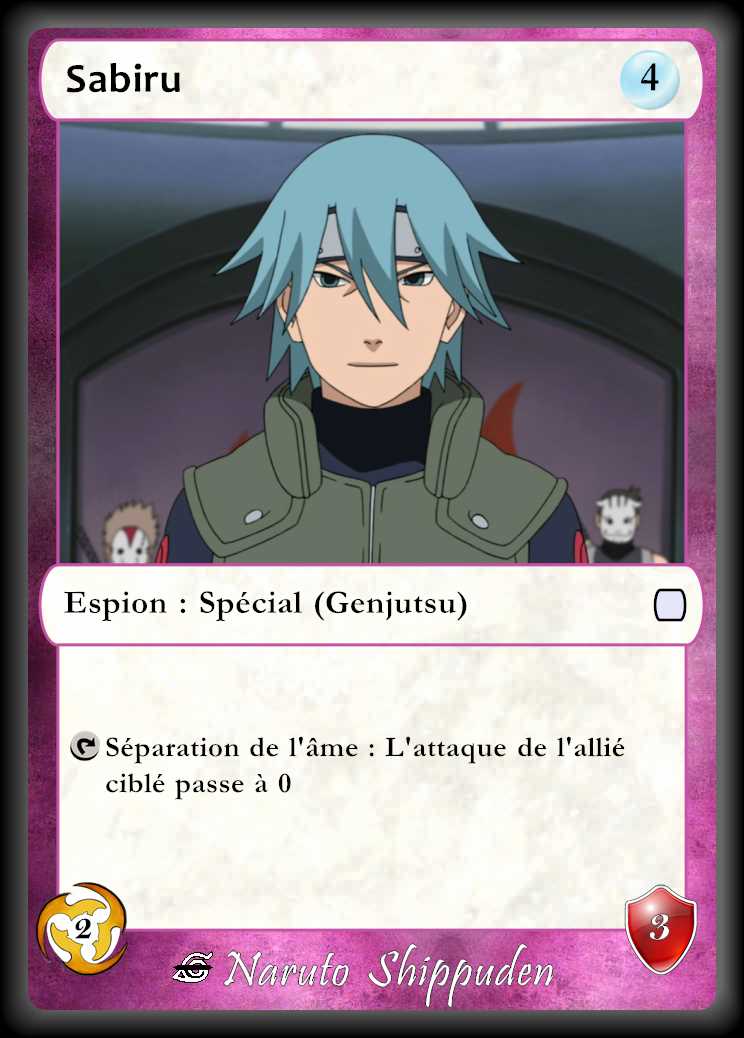 Sabiru
4
Espion : Spécial (Genjutsu)
Séparation de l'âme : L'attaque de l'allié
ciblé passe à 0
2
3
Naruto Shippuden